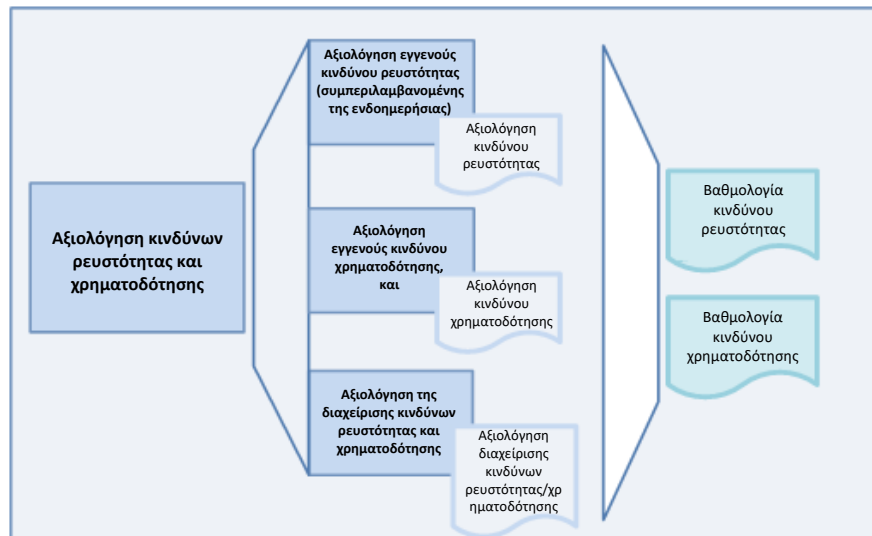 Αξιολόγηση κινδύνων
ρευστότητας και
χρηματοδότησης
Αξιολόγηση εγγενούς
κινδύνου ρευστότητας
(συμπεριλαμβανομένης
της ενδοημερήσιας)
Αξιολόγηση
κινδύνου
ρευστότητας
Αξιολόγηση
εγγενούς κινδύνου
χρηματοδότησης,
και
Αξιολόγηση
κινδύνου
χρηματοδότησης
Αξιολόγηση της
διαχείρισης κινδύνων
ρευστότητας και
χρηματοδότησης
Αξιολόγηση
διαχείρισης
κινδύνων
ρευστότητας/χρ
ηματοδότησης
Βαθμολογία
κινδύνου
ρευστότητας
Βαθμολογία
κινδύνου
χρηματοδότησης